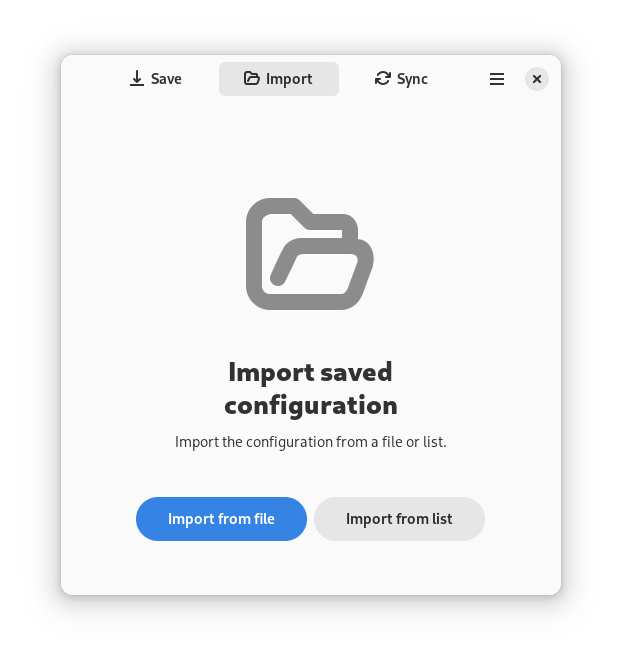 Save
Import
Sync
Import saved
configuration
Import the configuration from a file or list.
Import from file
Import from list